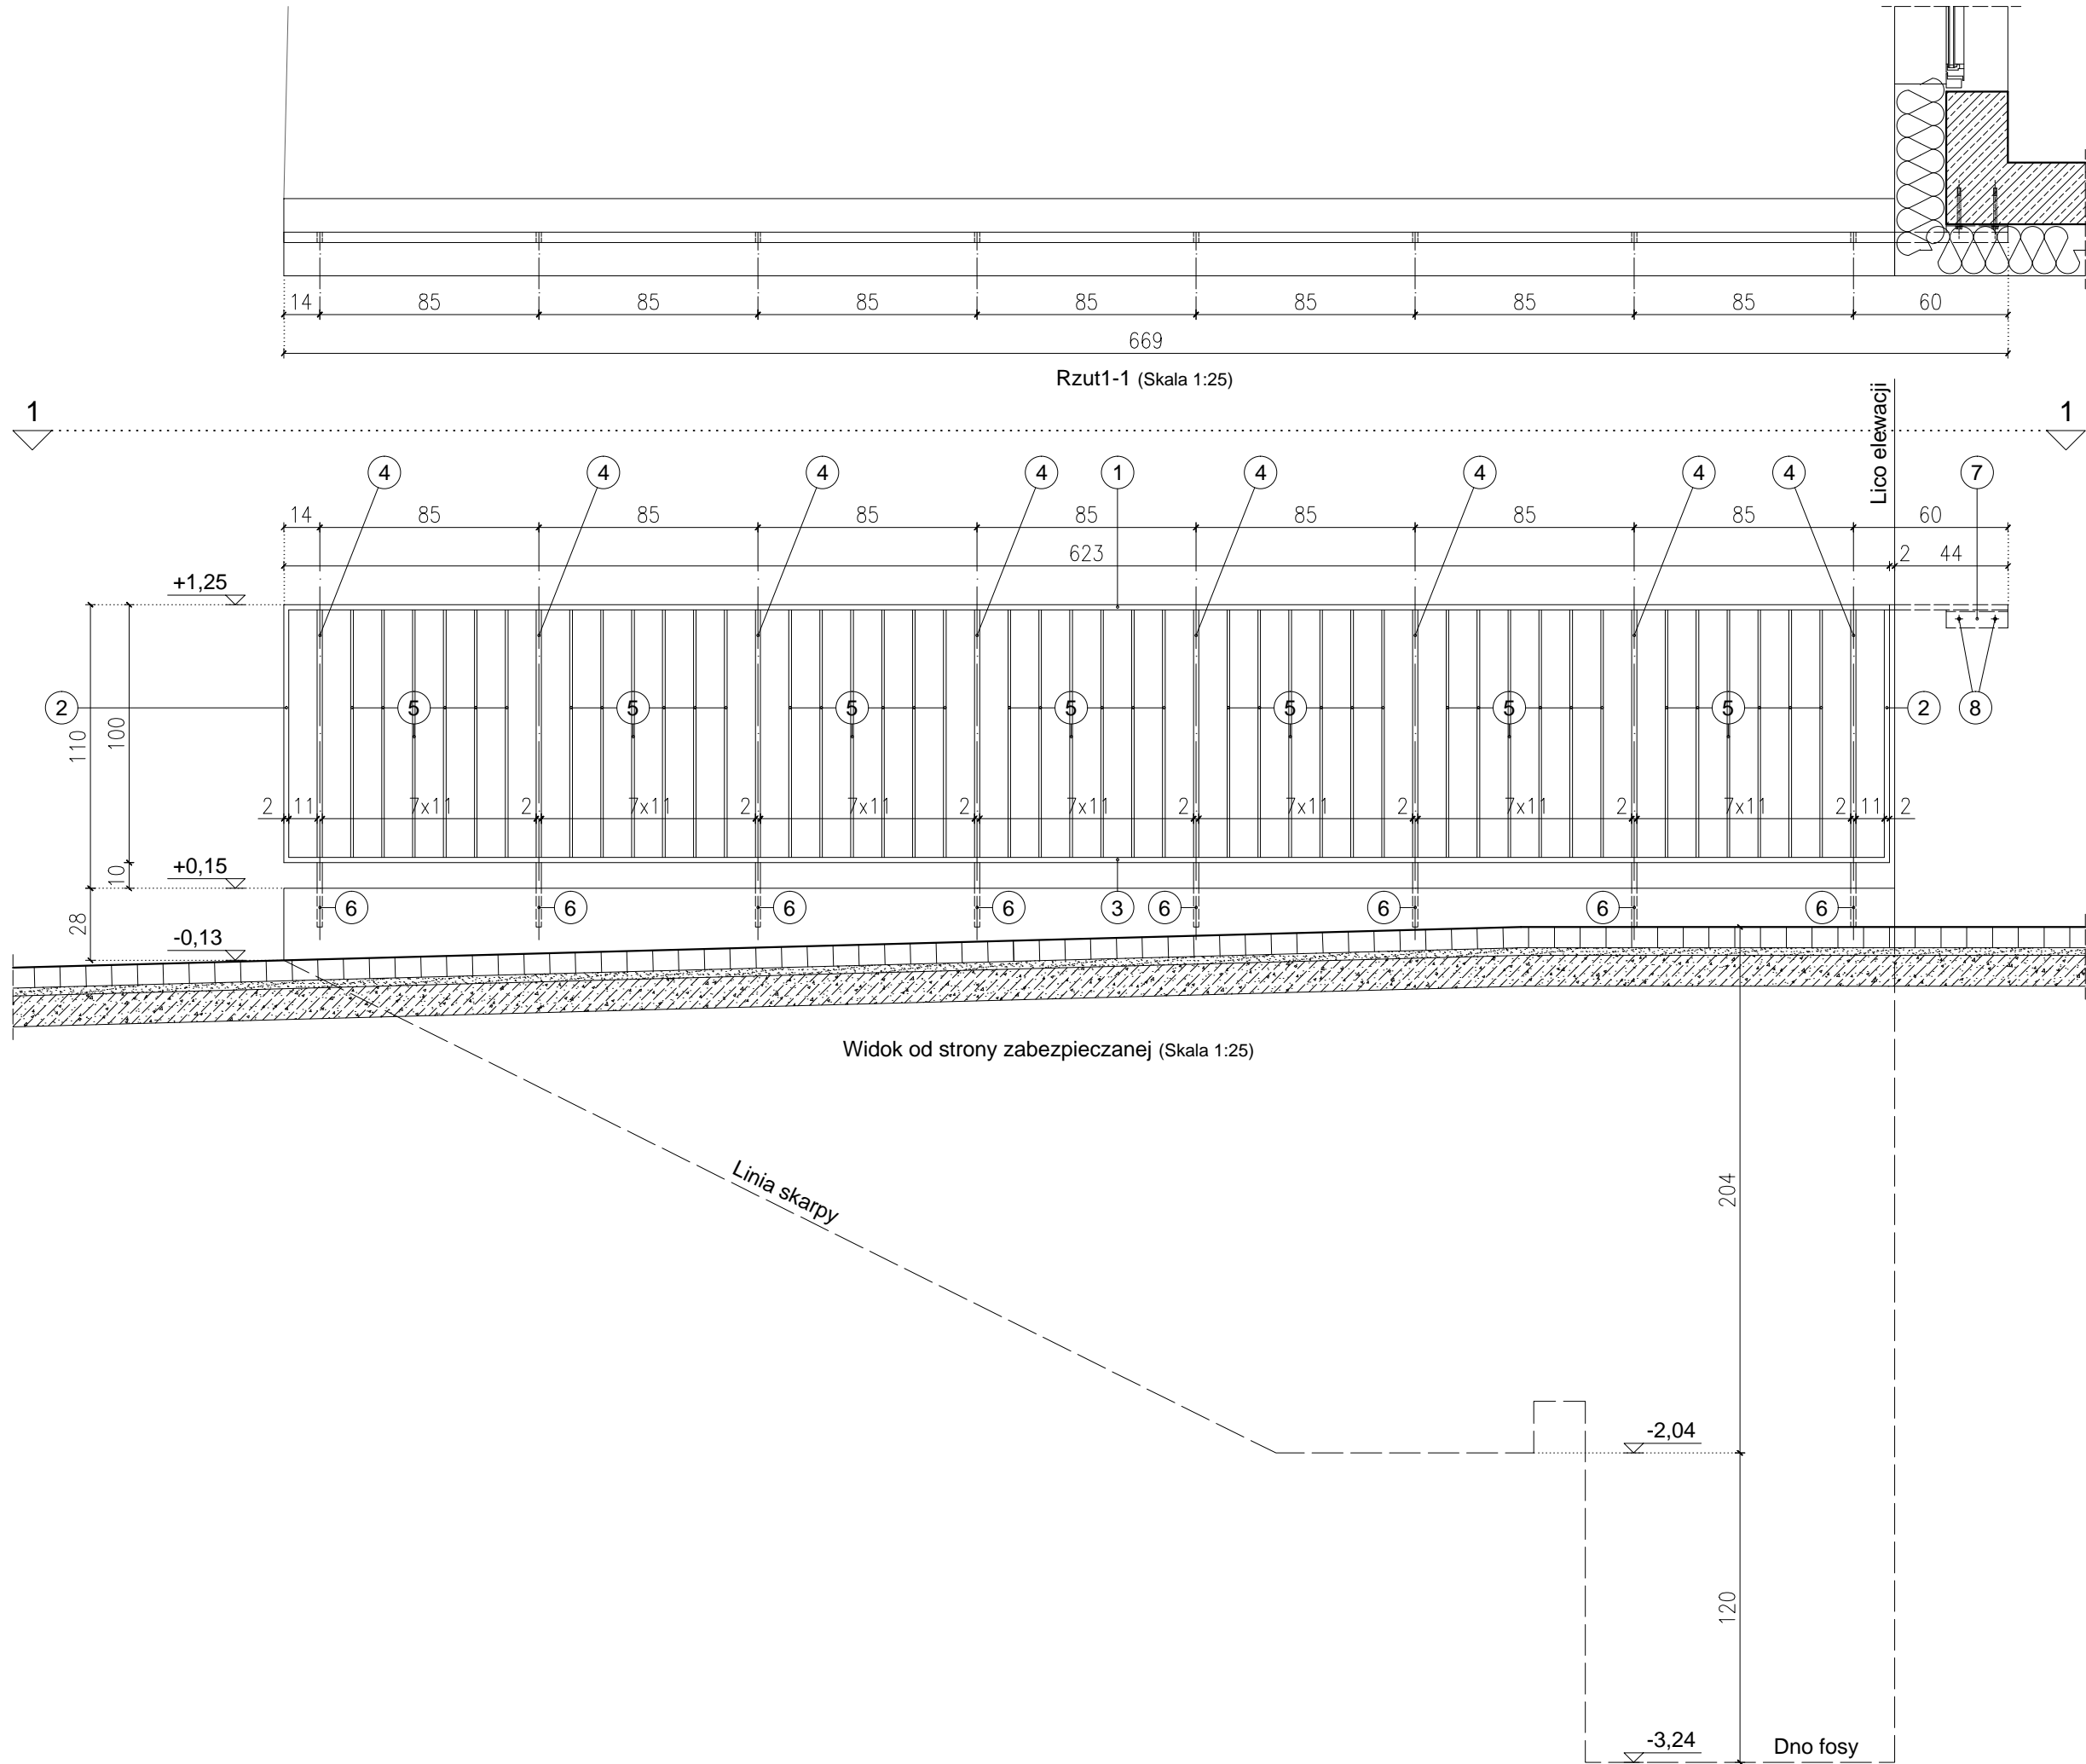 14 85 85 85 85 85 85 85 60
669
Rzut1-1 (Skala 1:25)
Lico elewacji
1 1
4 4 4 4 1 4 4 4 4 7
14 85 85 85 85 85 85 85 60
623 2 44
+1,25
2 5 5 5 5 5 5 5 2 8
110 100
2 11 7x11 2 7x11 2 7x11 2 7x11 2 7x11 2 7x11 2 7x11 2 11 2
+0,15
10
28
6 6 6 6 3 6 6 6 6
-0,13
Widok od strony zabezpieczanej (Skala 1:25)
Linia skarpy
204
-2,04
120
-3,24
Dno fosy